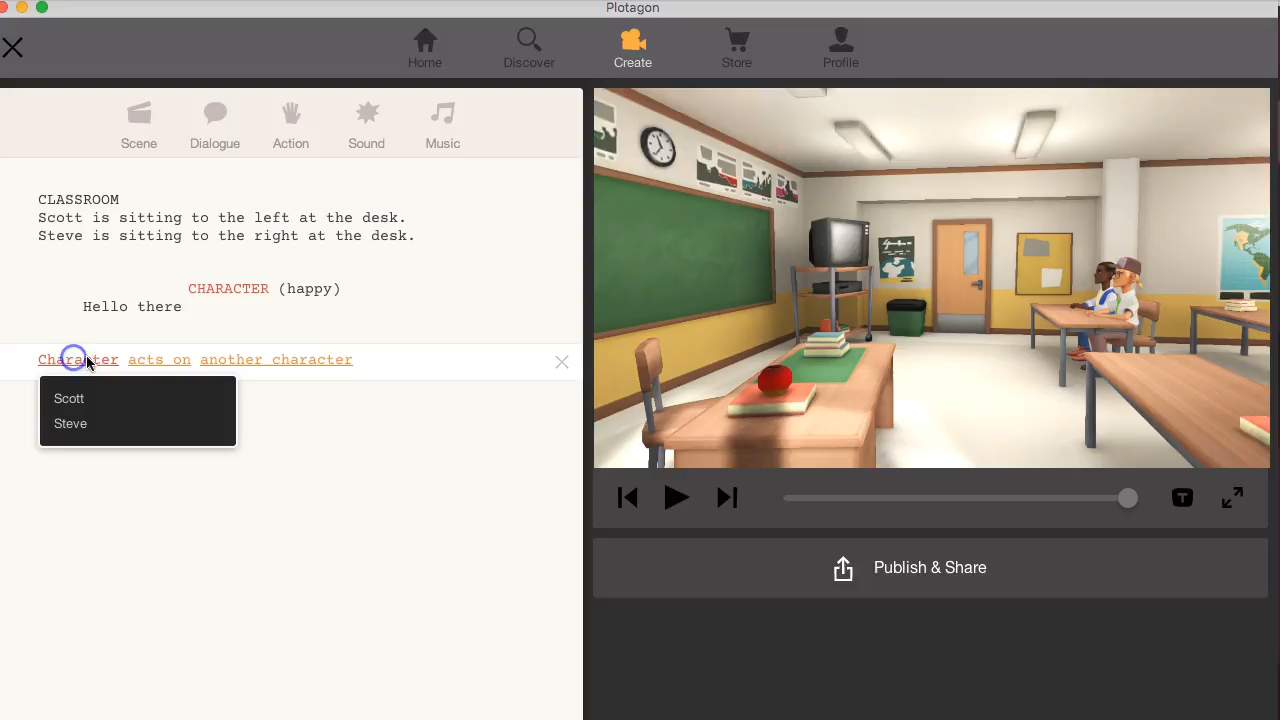 Plotagon
Home Discover Create Store Profile
Scene Dialogue Action Sound Music
CLASSROOM
Scott is sitting to the left at the desk.
Steve is sitting to the right at the desk.
CHARACTER (happy)
Hello there
Character acts on another character
Scott
Steve
T
Publish & Share